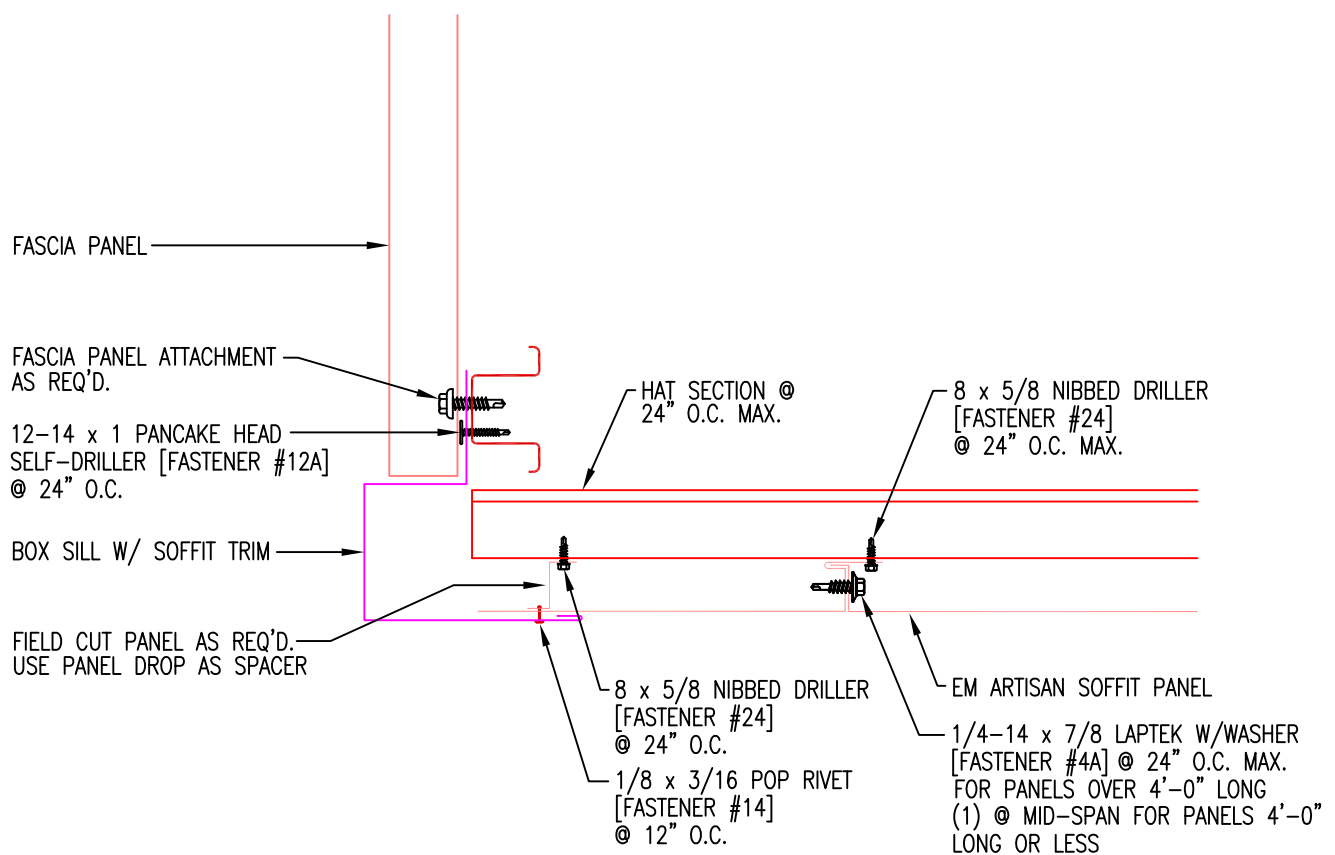 FASCIA PANEL
FASCIA PANEL ATTACHMENT
AS REQ'D.
12-14 x 1 PANCAKE HEAD
SELF-DRILLER [FASTENER #12A]
@ 24" O.C.
BOX SILL W/ SOFFIT TRIM
FIELD CUT PANEL AS REQ'D.
USE PANEL DROP AS SPACER
HAT SECTION @
24" O.C. MAX.
8 x 5/8 NIBBED DRILLER
[FASTENER #24]
@ 24" O.C. MAX.
8 x 5/8 NIBBED DRILLER
[FASTENER #24]
@ 24" O.C.
1/8 x 3/16 POP RIVET
[FASTENER #14]
@ 12" O.C.
EM ARTISAN SOFFIT PANEL
1/4-14 x 7/8 LAPTEK W/WASHER
[FASTENER #4A] @ 24" O.C. MAX.
FOR PANELS OVER 4'-0" LONG
(1) @ MID-SPAN FOR PANELS 4'-0"
LONG OR LESS